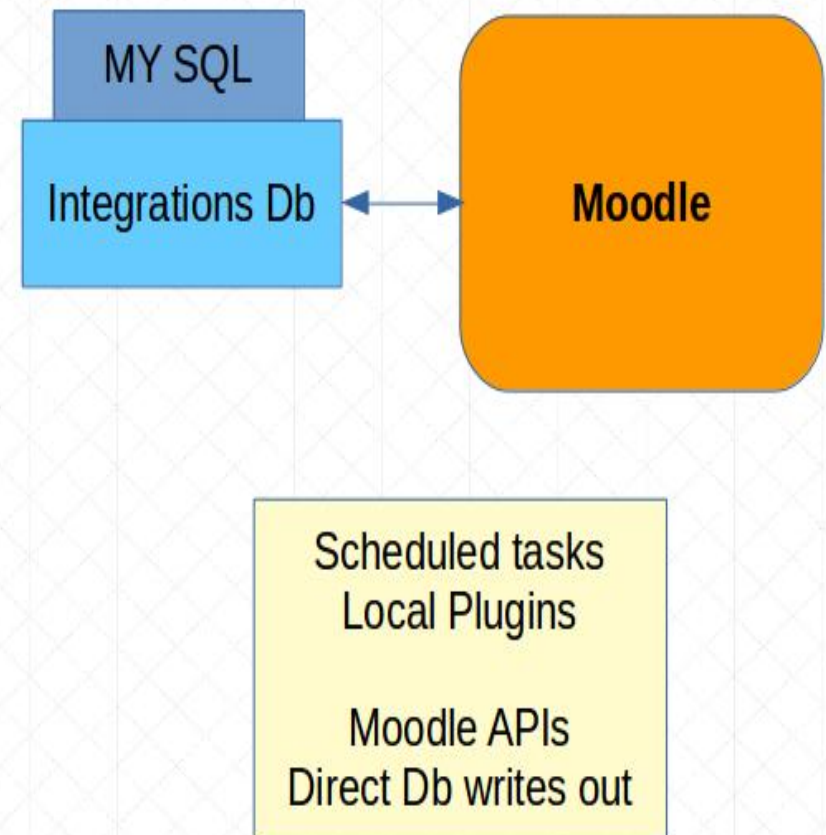 MY SQL
Integrations Db
Moodle
Scheduled tasks
Local Plugins
Moodle APIs
Direct Db writes out